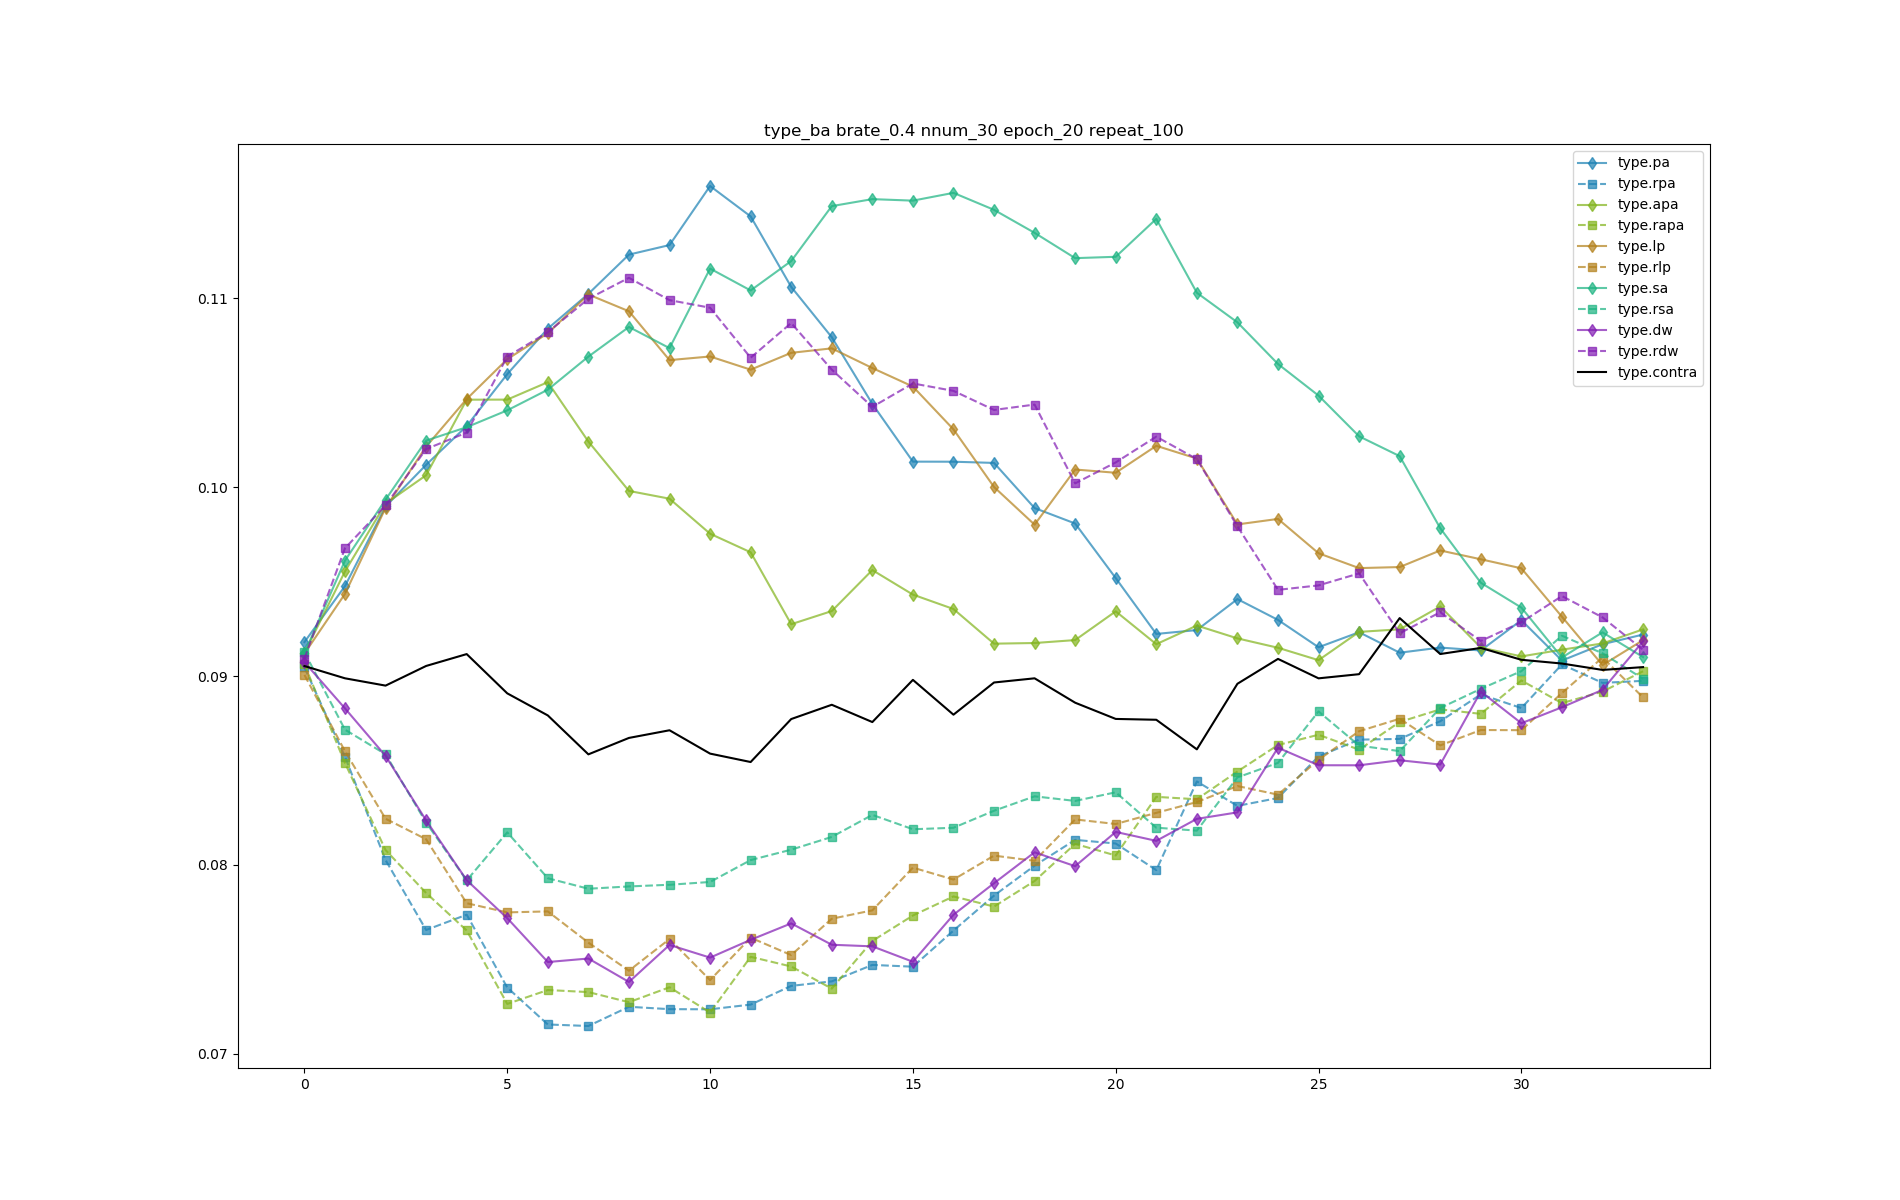 type_ba brate_0.4 nnum_30 epoch_20 repeat_100
type.pa
type.rpa
type.apa
type.rapa
type.lp
type.rlp
type.sa
type.rsa
type.dw
type.rdw
type.contra
0.11
0.10
0.09
0.08
0.07
0 5 10 15 20 25 30